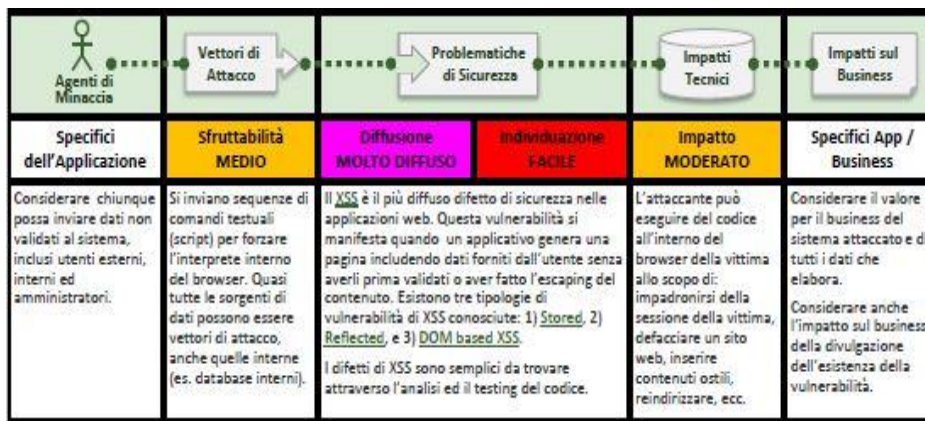 Agenti di
Minaccia
Vettori di
Attacco
Problematiche
di Sicurezza
Impatti
Tecnici
Impatti sul
Business
Specifici
dell'Applicazione
Sfruttabilità
MEDIO
Diffusione
MOLTO DIFFUSO
Individuazione
FACILE
Impatto
MODERATO
Specifici App /
Business
Considerare chiunque
possa inviare dati non
validati al sistema,
inclusi utenti esterni,
interni ed
amministratori.
Si inviano sequenze di
comandi testuali
(script) per forzare
l'interprete interno
del browser. Quasi
tutte le sorgenti di
dati possono essere
vettori di attacco,
anche quelle interne
(es. database interni).
Il XSS è il più diffuso difetto di sicurezza nelle
applicazioni web. Questa vulnerabilità si
manifesta quando un applicativo genera una
pagina includendo dati forniti dall'utente senza
averli prima validati o aver fatto l'escaping del
contenuto. Esistono tre tipologie di
vulnerabilità di XSS conosciute: 1) Stored, 2)
Reflected, e 3) DOM based XSS.
I difetti di XSS sono semplici da trovare
attraverso l'analisi ed il testing del codice.
L'attaccante può
eseguire del codice
all'interno del
browser della vittima
allo scopo di:
impadronirsi della
sessione della vittima,
defacciare un sito
web, inserire
contenuti ostili,
reindirizzare, ecc.
Considerare il valore
per il business del
sistema attaccato e di
tutti i dati che
elabora.
Considerare anche
l'impatto sul business
della divulgazione
dell'esistenza della
vulnerabilità.